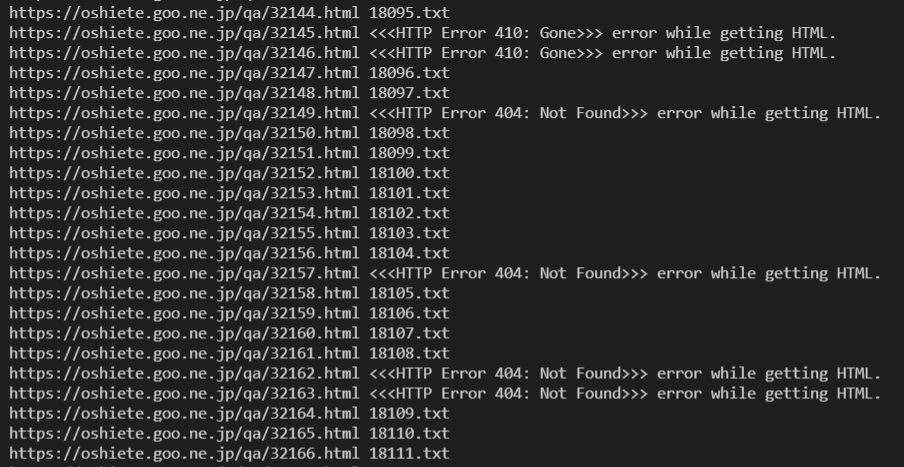 https://oshiete.goo.ne.jp/qa/32144.html 18095.txt
https://oshiete.goo.ne.jp/qa/32145.html <<<HTTP Error 410: Gone>>> error while getting HTML.
https://oshiete.goo.ne.jp/qa/32146.html <<<HTTP Error 410: Gone>>> error while getting HTML.
https://oshiete.goo.ne.jp/qa/32147.html 18096.txt
https://oshiete.goo.ne.jp/qa/32148.html 18097.txt
https://oshiete.goo.ne.jp/qa/32149.html <<<HTTP Error 404: Not Found>>> error while getting HTML.
https://oshiete.goo.ne.jp/qa/32150.html 18098.txt
https://oshiete.goo.ne.jp/qa/32151.html 18099.txt
https://oshiete.goo.ne.jp/qa/32152.html 18100.txt
https://oshiete.goo.ne.jp/qa/32153.html 18101.txt
https://oshiete.goo.ne.jp/qa/32154.html 18102.txt
https://oshiete.goo.ne.jp/qa/32155.html 18103.txt
https://oshiete.goo.ne.jp/qa/32156.html 18104.txt
https://oshiete.goo.ne.jp/qa/32157.html <<<HTTP Error 404: Not Found>>> error while getting HTML.
https://oshiete.goo.ne.jp/qa/32158.html 18105.txt
https://oshiete.goo.ne.jp/qa/32159.html 18106.txt
https://oshiete.goo.ne.jp/qa/32160.html 18107.txt
https://oshiete.goo.ne.jp/qa/32161.html 18108.txt
https://oshiete.goo.ne.jp/qa/32162.html <<<HTTP Error 404: Not Found>>> error while getting HTML.
https://oshiete.goo.ne.jp/qa/32163.html <<<HTTP Error 404: Not Found>>> error while getting HTML.
https://oshiete.goo.ne.jp/qa/32164.html 18109.txt
https://oshiete.goo.ne.jp/qa/32165.html 18110.txt
https://oshiete.goo.ne.jp/qa/32166.html 18111.txt